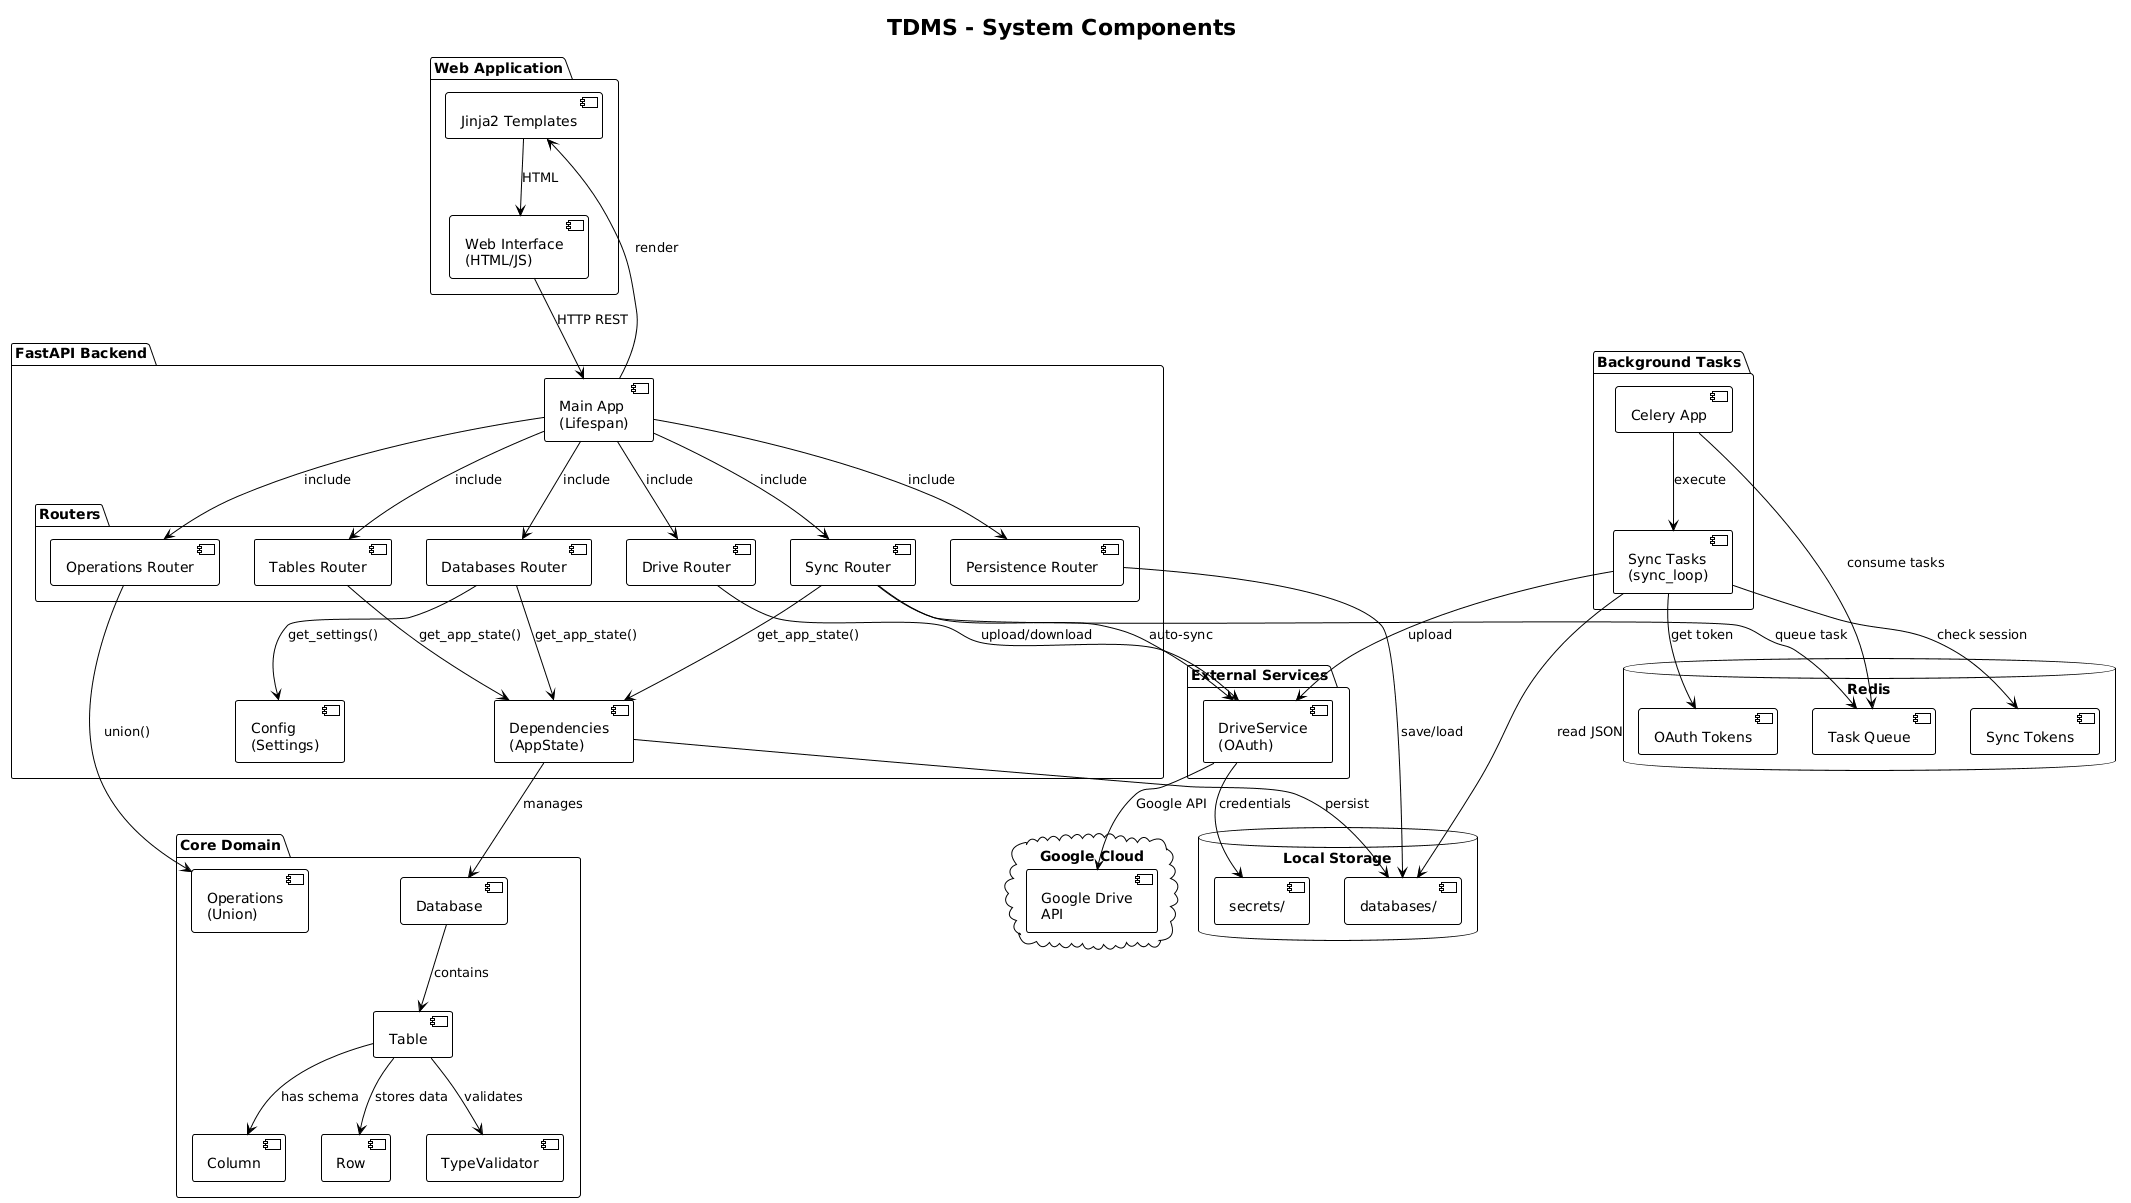 TDMS - System Components
Web Application
Jinja2 Templates
HTML
Web Interface
(HTML/JS)
render
HTTP REST
FastAPI Backend
Main App
(Lifespan)
include
include
include
include
include
include
Routers
Operations Router
Tables Router
Databases Router
Drive Router
Sync Router
Persistence Router
get_settings()
get_app_state()
get_app_state()
get_app_state()
upload/download
auto-sync
union()
Config
(Settings)
Dependencies
(AppState)
Background Tasks
Celery App
execute
Sync Tasks
(sync_loop)
consume tasks
upload
get token
queue task
check session
External Services
DriveService
(OAuth)
save/load
read JSON
Redis
OAuth Tokens
Task Queue
Sync Tokens
manages
Google API
credentials
persist
Core Domain
Operations
(Union)
Database
contains
Table
has schema
stores data
validates
Column
Row
TypeValidator
Google Cloud
Google Drive
API
Local Storage
secrets/
databases/